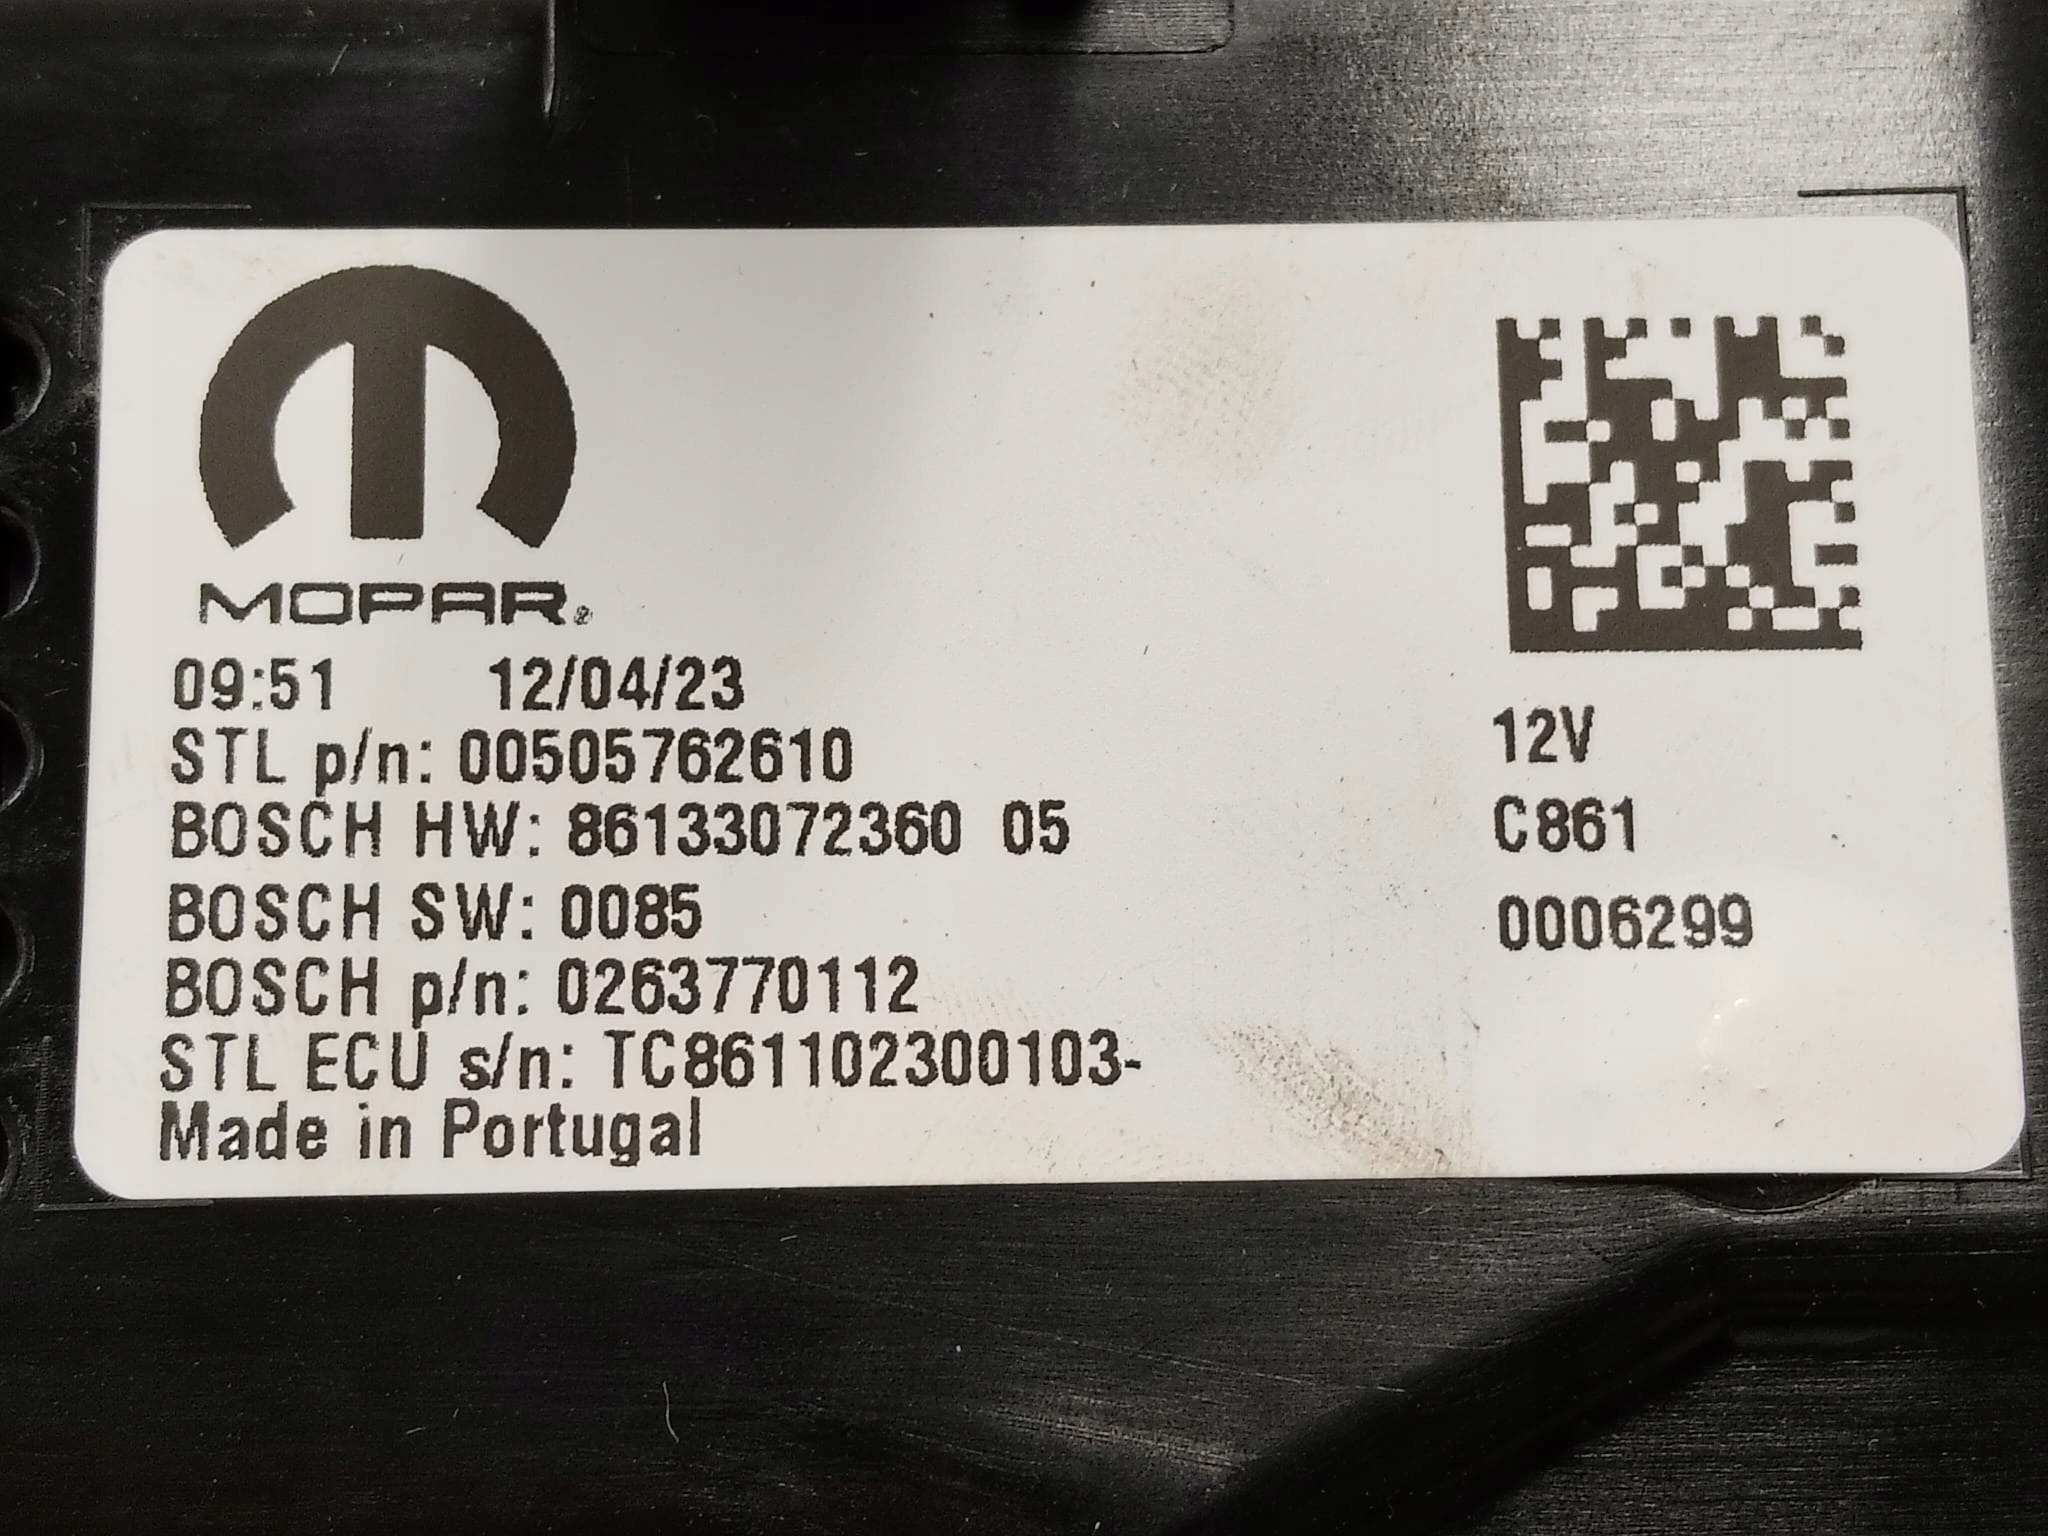 MOPAR®
09:51 12/04/23
STL p/n: 00505762610
BOSCH HW: 86133072360 05
BOSCH SW: 0085
BOSCH p/n: 0263770112
STL ECU s/n: TC861102300103-
Made in Portugal
12V
C861
0006299